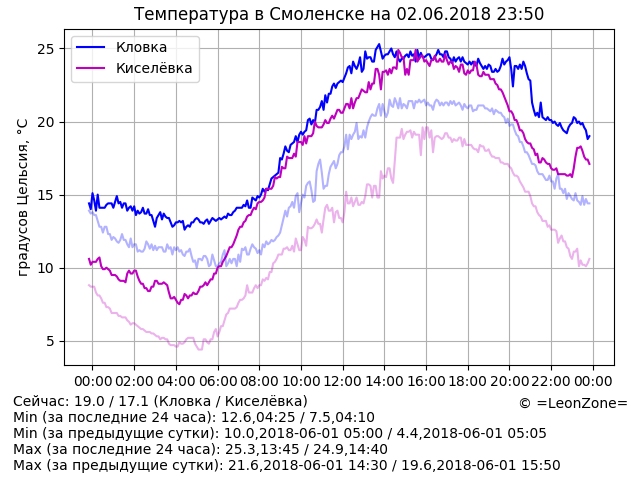 Температура в Смоленске на 02.06.2018 23:50
Кловка
Киселёвка
градусов Цельсия, °C
25
20
15
10
5
00:00 02:00 04:00 06:00 08:00 10:00 12:00 14:00 16:00 18:00 20:00 22:00 00:00
Сейчас: 19.0 / 17.1 (Кловка / Киселёвка)
© =LeonZone=
Min (за последние 24 часа): 12.6,04:25 / 7.5,04:10
Min (за предыдущие сутки): 10.0,2018-06-01 05:00 / 4.4,2018-06-01 05:05
Max (за последние 24 часа): 25.3,13:45 / 24.9,14:40
Max (за предыдущие сутки): 21.6,2018-06-01 14:30 / 19.6,2018-06-01 15:50